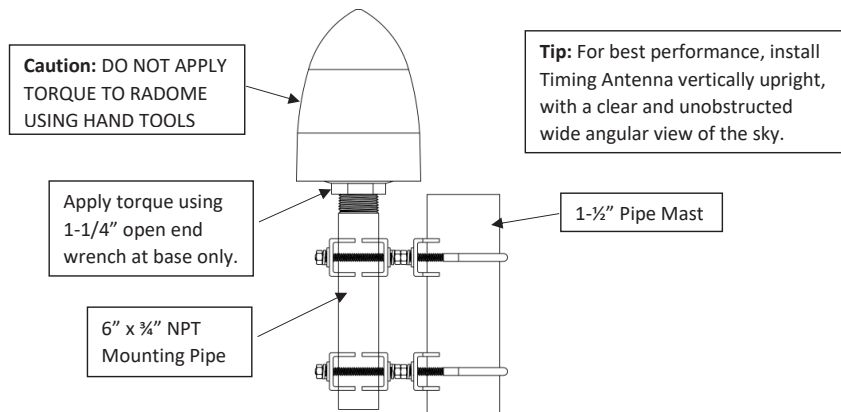 Caution: DO NOT APPLY
TORQUE TO RADOME
USING HAND TOOLS
Tip: For best performance, install
Timing Antenna vertically upright,
with a clear and unobstructed
wide angular view of the sky.
Apply torque using
1-1/4” open end
wrench at base only.
1-½” Pipe Mast
6” x ¾” NPT
Mounting Pipe